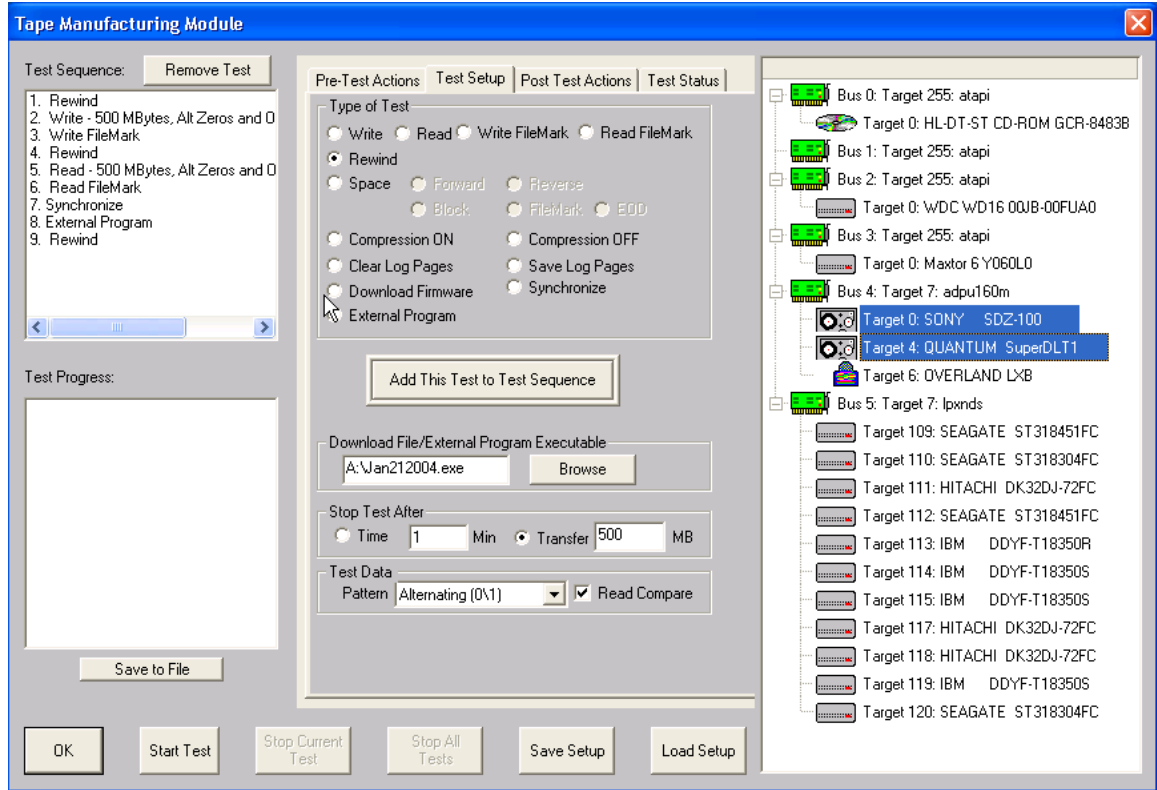 Tape Manufacturing Module
Test Sequence:
Remove Test
1. Rewind
2. Write - 500 MBytes, Alt Zeros and O
3. Write FileMark
4. Rewind
5. Read - 500 MBytes, Alt Zeros and O
6. Read FileMark
7. Synchronize
8. External Program
9. Rewind
Test Progress:
Save to File
Pre-Test Actions
Test Setup
Post Test Actions
Test Status
Type of Test
Write
Read
Write FileMark
Read FileMark
Rewind
Space
Forward
Reverse
Block
FileMark
EOD
Compression ON
Compression OFF
Clear Log Pages
Save Log Pages
Download Firmware
Synchronize
External Program
Add This Test to Test Sequence
Download File/External Program Executable
A:\Jan212004.exe
Browse
Stop Test After
Time
1
Min
Transfer
500
MB
Test Data
Pattern
Alternating (0\1)
Read Compare
Bus 0: Target 255: atapi
Target 0: HL-DT-ST CD-ROM GCR-8483B
Bus 1: Target 255: atapi
Bus 2: Target 255: atapi
Target 0: WDC WD16 00JB-00FUA0
Bus 3: Target 255: atapi
Target 0: Maxtor 6 Y060L0
Bus 4: Target 7: adpu160m
Target 0: SONY SDZ-100
Target 4: QUANTUM SuperDLT1
Target 6: OVERLAND LXB
Bus 5: Target 7: lpxnds
Target 109: SEAGATE ST318451FC
Target 110: SEAGATE ST318304FC
Target 111: HITACHI DK32DJ-72FC
Target 112: SEAGATE ST318451FC
Target 113: IBM DDYF-T18350R
Target 114: IBM DDYF-T18350S
Target 115: IBM DDYF-T18350S
Target 117: HITACHI DK32DJ-72FC
Target 118: HITACHI DK32DJ-72FC
Target 119: IBM DDYF-T18350S
Target 120: SEAGATE ST318304FC
OK
Start Test
Stop Current
Test
Stop All
Tests
Save Setup
Load Setup